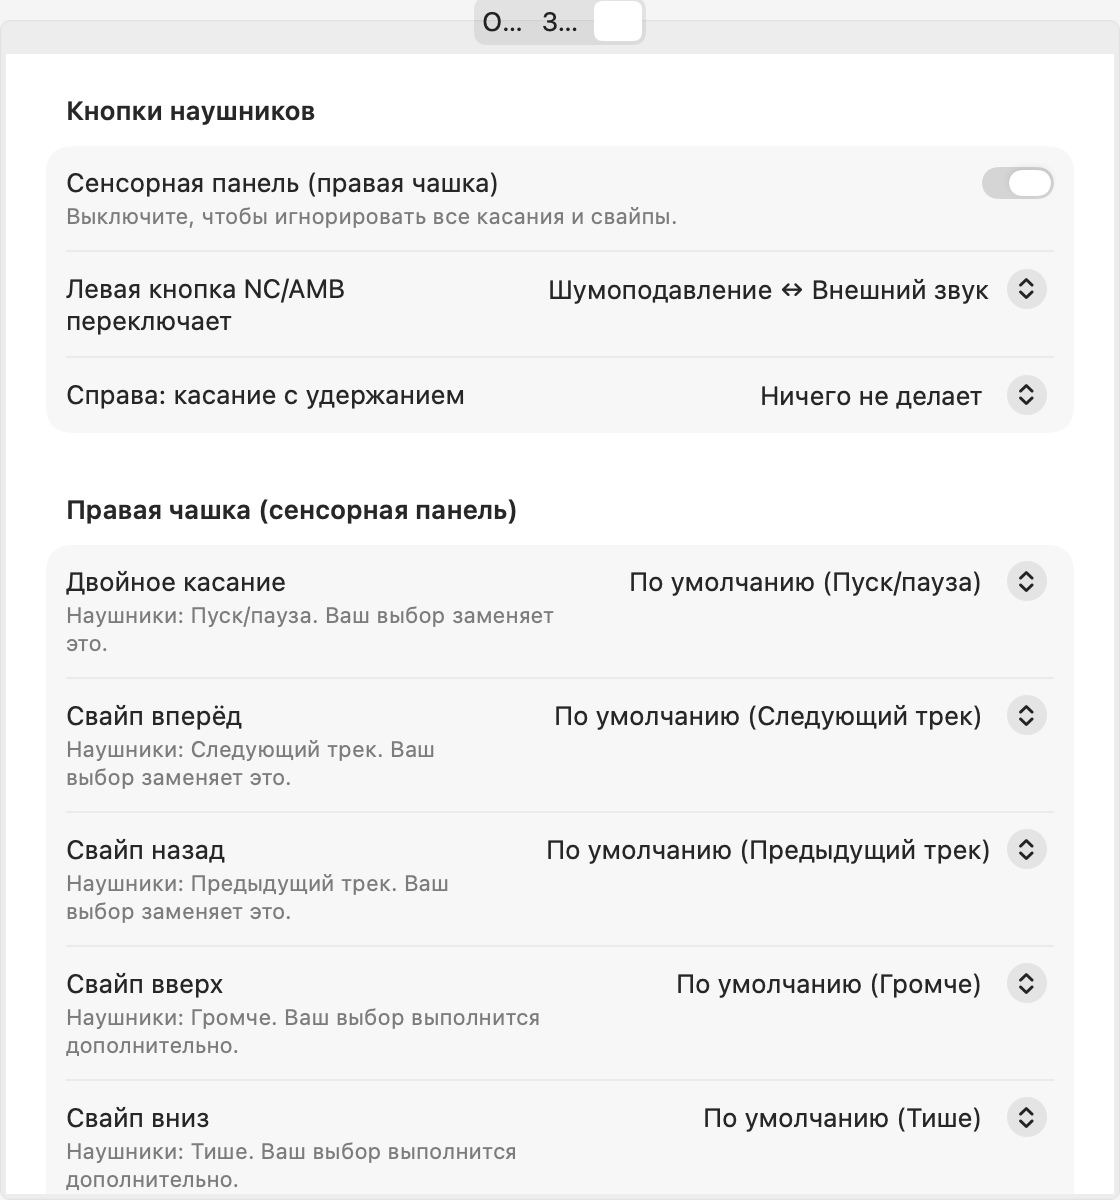 О... З...
Кнопки наушников
Сенсорная панель (правая чашка)
Выключите, чтобы игнорировать все касания и свайпы.
Левая кнопка NC/AMB
переключает
Шумоподавление ↔ Внешний звук
Справа: касание с удержанием
Ничего не делает
Правая чашка (сенсорная панель)
Двойное касание
По умолчанию (Пуск/пауза)
Наушники: Пуск/пауза. Ваш выбор заменяет
это.
Свайп вперёд
По умолчанию (Следующий трек)
Наушники: Следующий трек. Ваш
выбор заменяет это.
Свайп назад
По умолчанию (Предыдущий трек)
Наушники: Предыдущий трек. Ваш
выбор заменяет это.
Свайп вверх
По умолчанию (Громче)
Наушники: Громче. Ваш выбор выполнится
дополнительно.
Свайп вниз
По умолчанию (Тише)
Наушники: Тише. Ваш выбор выполнится
дополнительно.